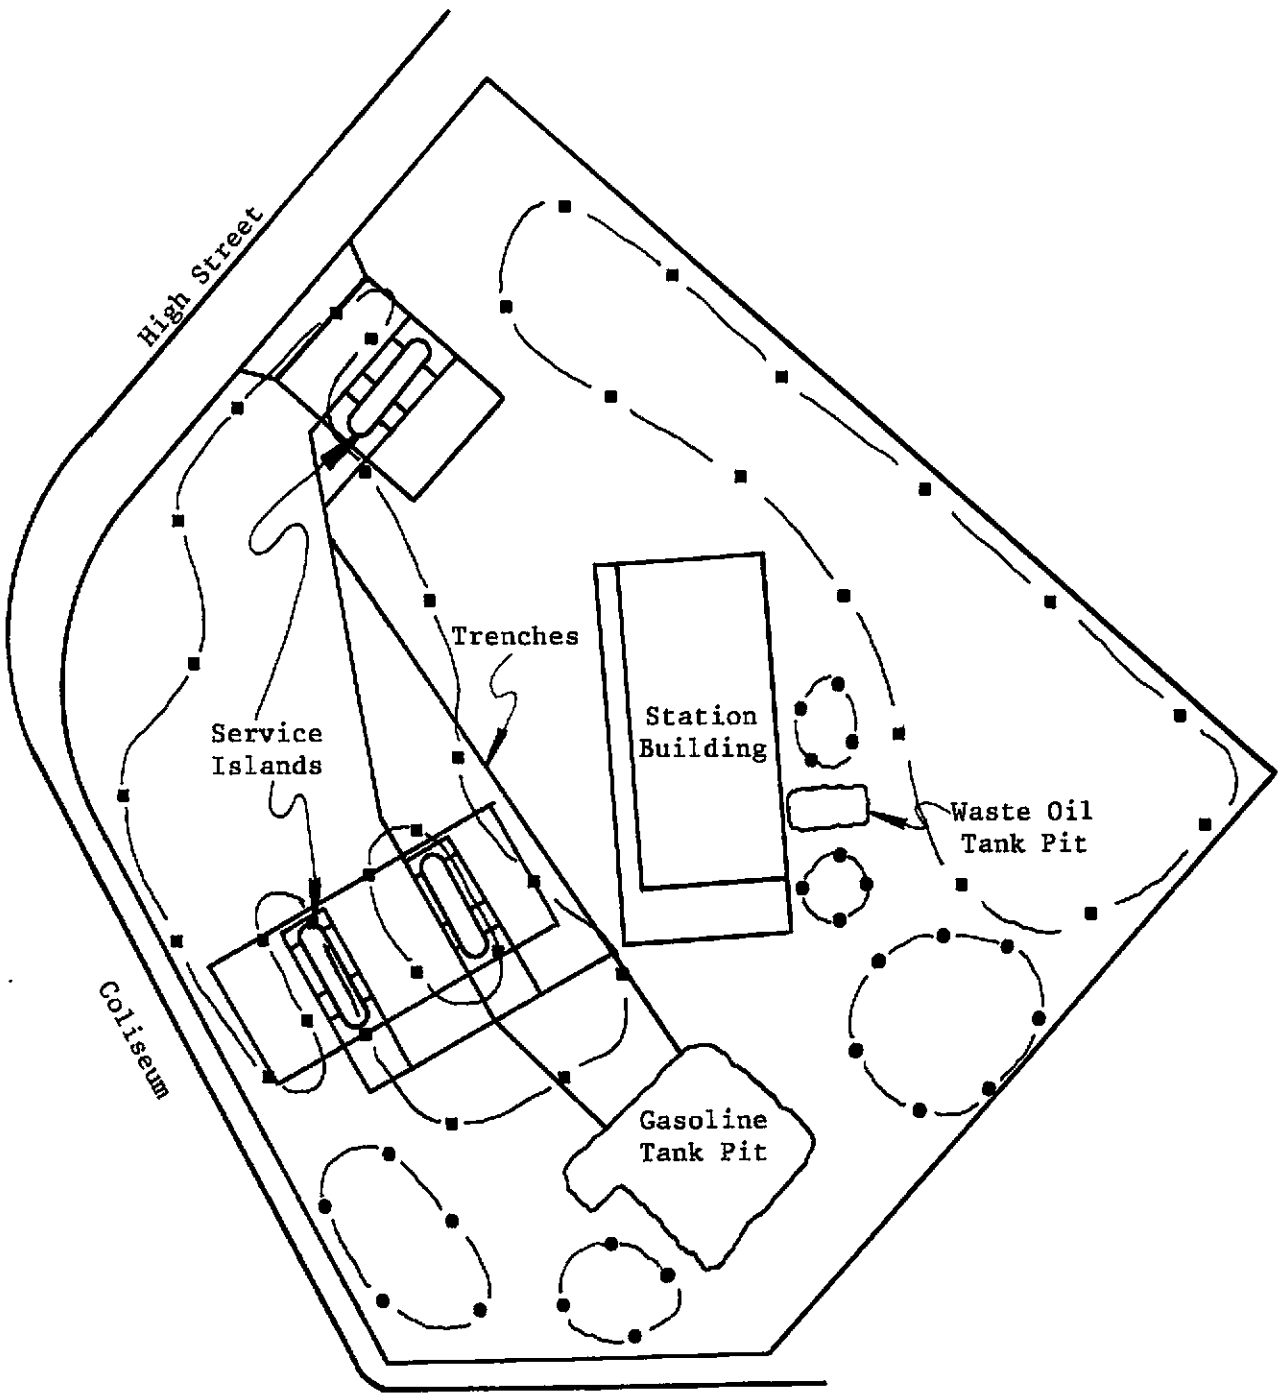 High Street
Trenches
Station
Building
Service
Islands
Waste Oil
Tank Pit
Coliseum
Gasoline
Tank Pit